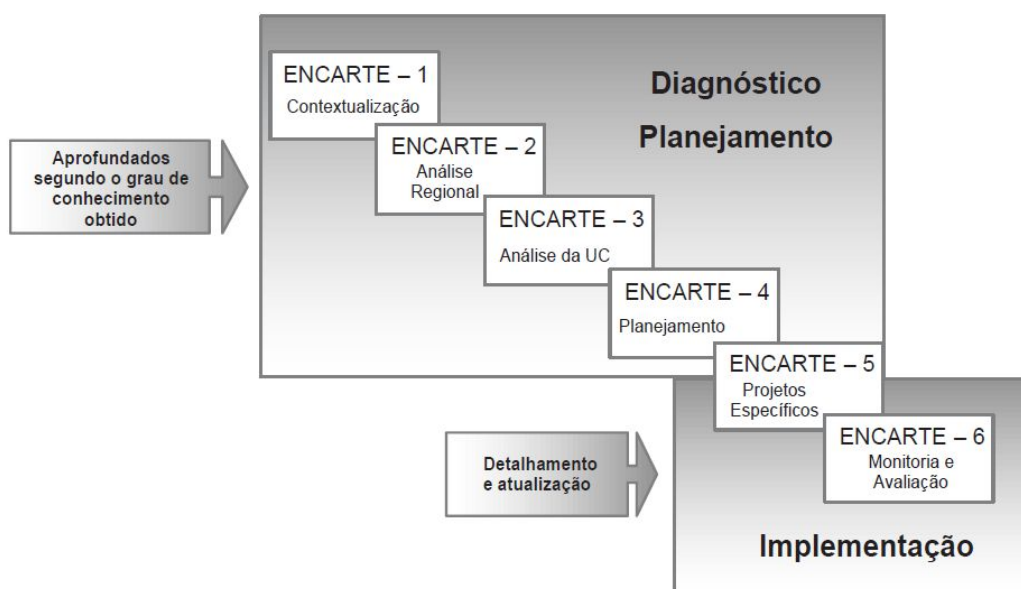 ENCARTE – 1
Contextualização
Diagnóstico
Planejamento
ENCARTE – 2
Análise
Regional
Aprofundados
segundo o grau de
conhecimento
obtido
ENCARTE – 3
Análise da UC
ENCARTE – 4
Planejamento
ENCARTE – 5
Projetos
Específicos
ENCARTE – 6
Monitoria e
Avaliação
Detalhamento
e atualização
Implementação